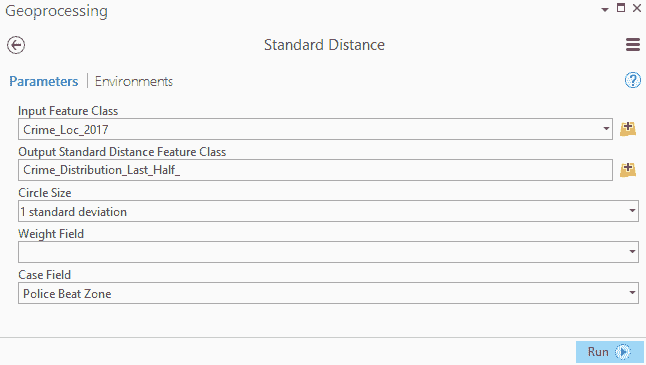 Geoprocessing
Standard Distance
Parameters | Environments
?
Input Feature Class
Crime_Loc_2017
Output Standard Distance Feature Class
Crime_Distribution_Last_Half_
Circle Size
1 standard deviation
Weight Field
Case Field
Police Beat Zone
Run